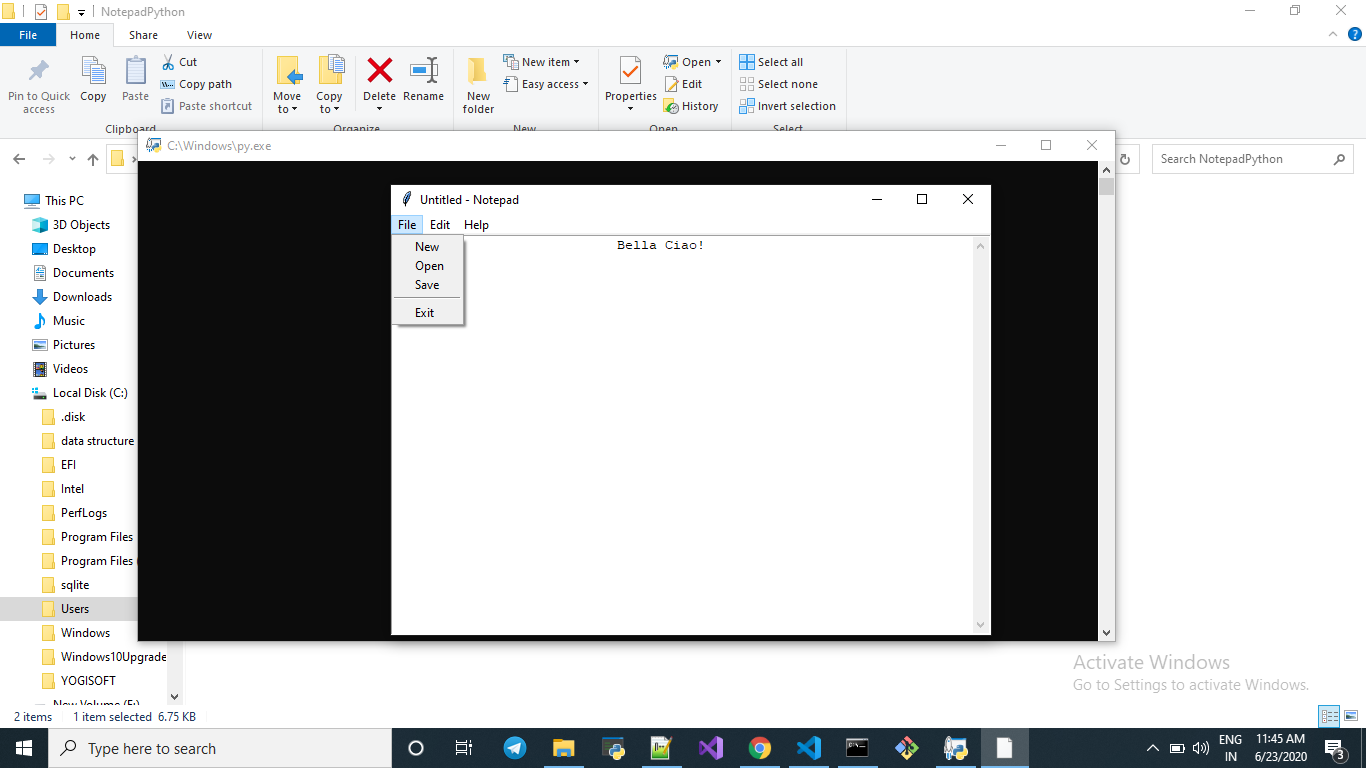 NotepadPython
File Home Share View
Pin to Quick access
Copy
Paste
Cut
Copy path
Paste shortcut
Clipboard
Move to
Copy to
Delete
Rename
Organize
New folder
New item
Easy access
New
Properties
Open
Edit
History
Open
Select all
Select none
Invert selection
Select
Search NotepadPython
C:\Windows\py.exe
Untitled - Notepad
File Edit Help
Bella Ciao!
New
Open
Save
Exit
This PC
3D Objects
Desktop
Documents
Downloads
Music
Pictures
Videos
Local Disk (C:)
.disk
data structure
EFI
Intel
PerfLogs
Program Files
Program Files
sqlite
Users
Windows
Windows10Upgrade
YOGISOFT
New Volume (E:)
2 items 1 item selected 6.75 KB
Activate Windows
Go to Settings to activate Windows.
Type here to search
ENG
IN
11:45 AM
6/23/2020
3